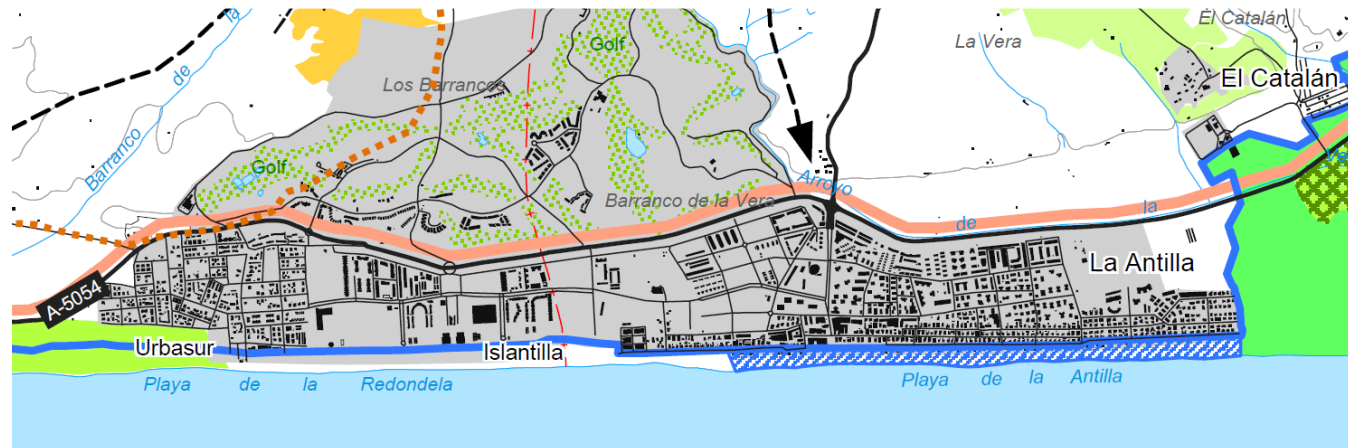 de la
El Catalán
La Vera
Golf
Los Barrancos
El Catalán
Barranco
Golf
Arroyo
Barranco de la Vera
de la
La Antilla
A-5054
Urbasur
Islantilla
Playa de la Redondela
Playa de la Antilla